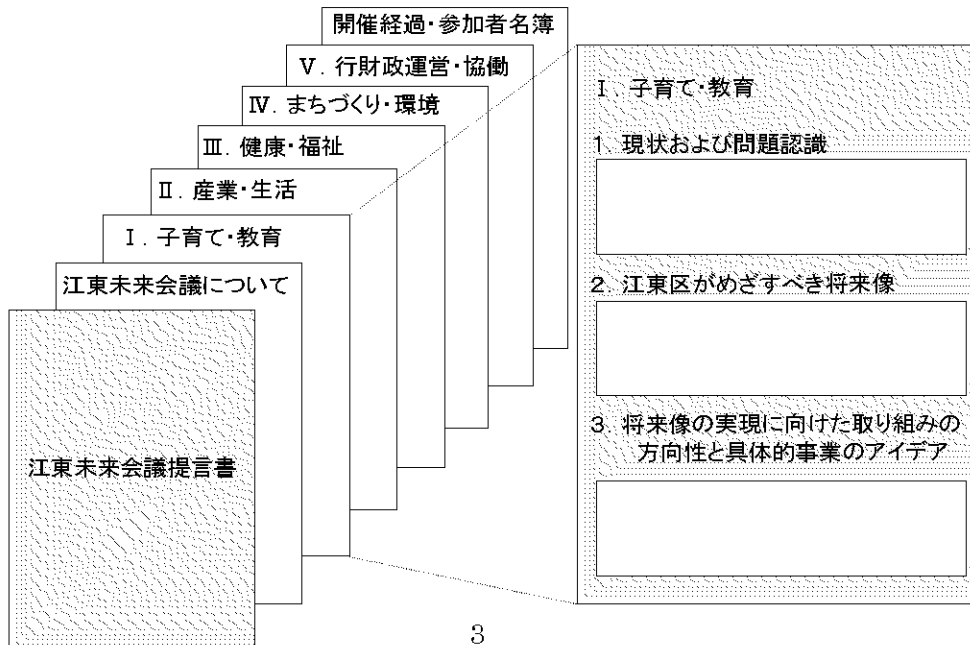 開催経過・参加者名簿
Ⅴ．行財政運営・協働
Ⅳ．まちづくり・環境
Ⅲ．健康・福祉
Ⅱ．産業・生活
Ⅰ．子育て・教育
江東未来会議について
江東未来会議提言書
Ⅰ．子育て・教育
1．現状および問題認識
2．江東区がめざすべき将来像
3．将来像の実現に向けた取り組みの
方向性と具体的事業のアイデア
3